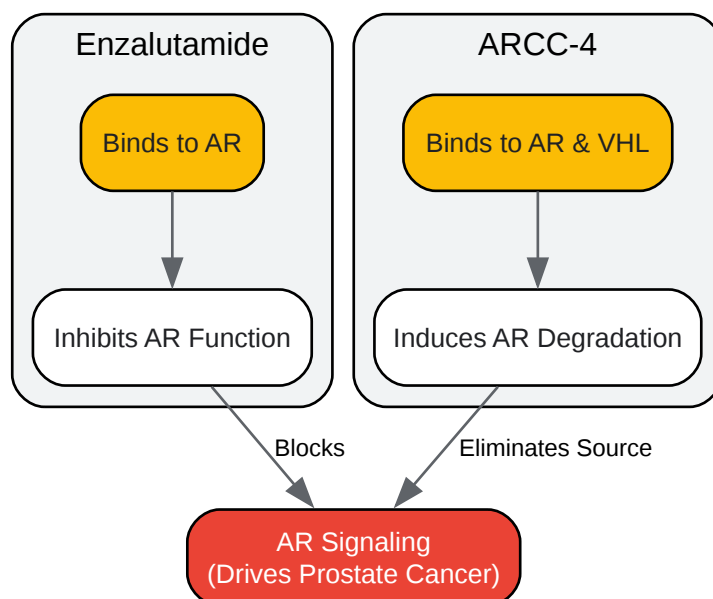 Enzalutamide
ARCC-4
Binds to AR
Binds to AR & VHL
Inhibits AR Function
Induces AR Degradation
Blocks
Eliminates Source
AR Signaling
(Drives Prostate Cancer)